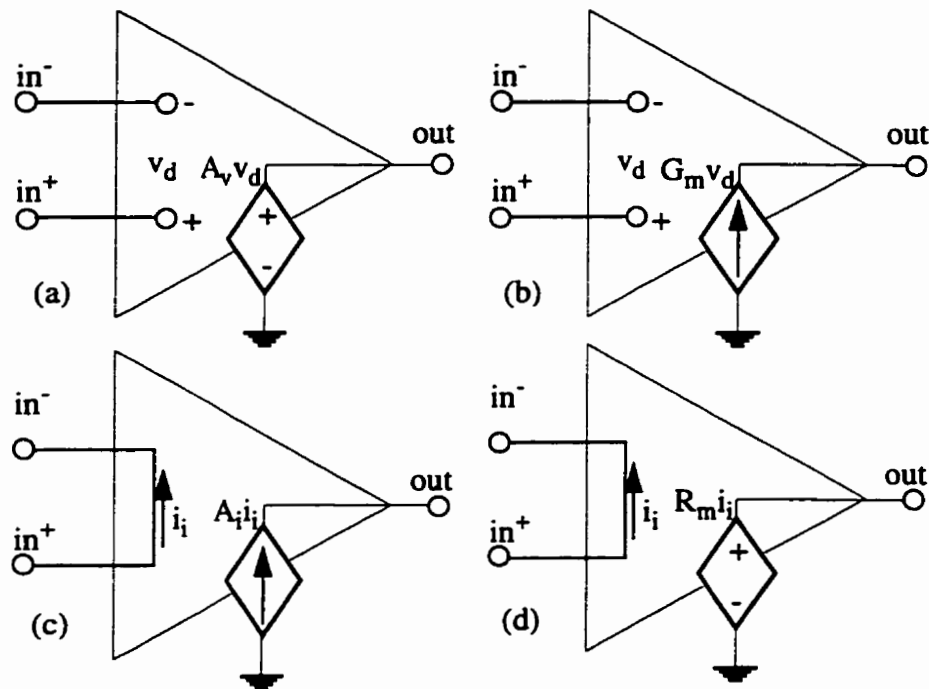 in-
-
v_d
A_v v_d
in+
+
+
-
out
(a)
in-
-
v_d
G_m v_d
in+
+
out
(b)
in-
i_i
A_i i_i
in+
out
(c)
in-
i_i
R_m i_i
in+
+
-
out
(d)